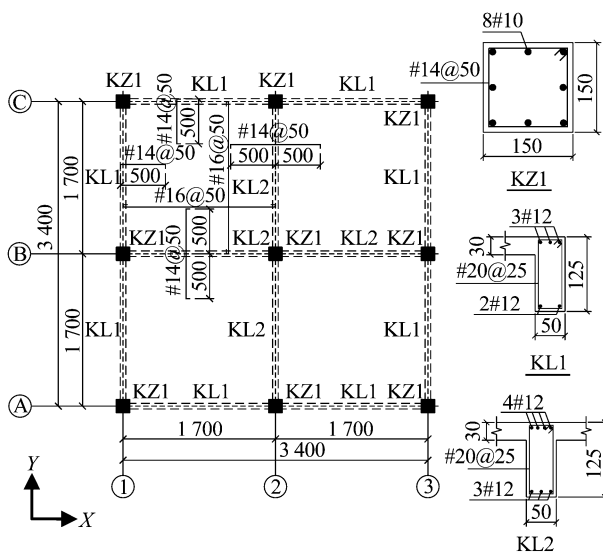 KZ1 KL1 KZ1 KL1
8#10
#14@50
150
150
KZ1
C
KZ1
#14@50
500
#16@50
#14@50
500 500
#14@50
500
KL1
KL2
KL1
#16@50
1 700
3 400
500
B
KZ1
KL2
KZ1
KL2
KZ1
#14@50
500
1 700
KL1
KL2
KL1
A
KZ1 KL1 KZ1 KL1 KZ1
1 700 1 700
3 400
1 2 3
Y
X
3#12
30
#20@25
125
2#12
50
KL1
4#12
30
#20@25
125
3#12
50
KL2